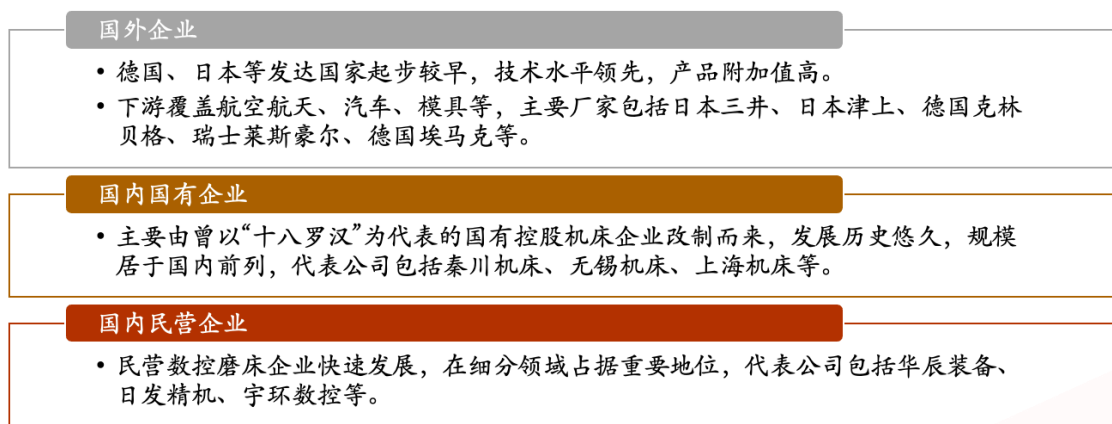 国外企业
• 德国、日本等发达国家起步较早，技术水平领先，产品附加值高。
• 下游覆盖航空航天、汽车、模具等，主要厂家包括日本三井、日本津上、德国克林
贝格、瑞士莱斯豪尔、德国埃马克等。
国内国有企业
• 主要由曾以“十八罗汉”为代表的国有控股机床企业改制而来，发展历史悠久，规模
居于国内前列，代表公司包括秦川机床、无锡机床、上海机床等。
国内民营企业
• 民营数控磨床企业快速发展，在细分领域占据重要地位，代表公司包括华辰装备、
日发精机、宇环数控等。